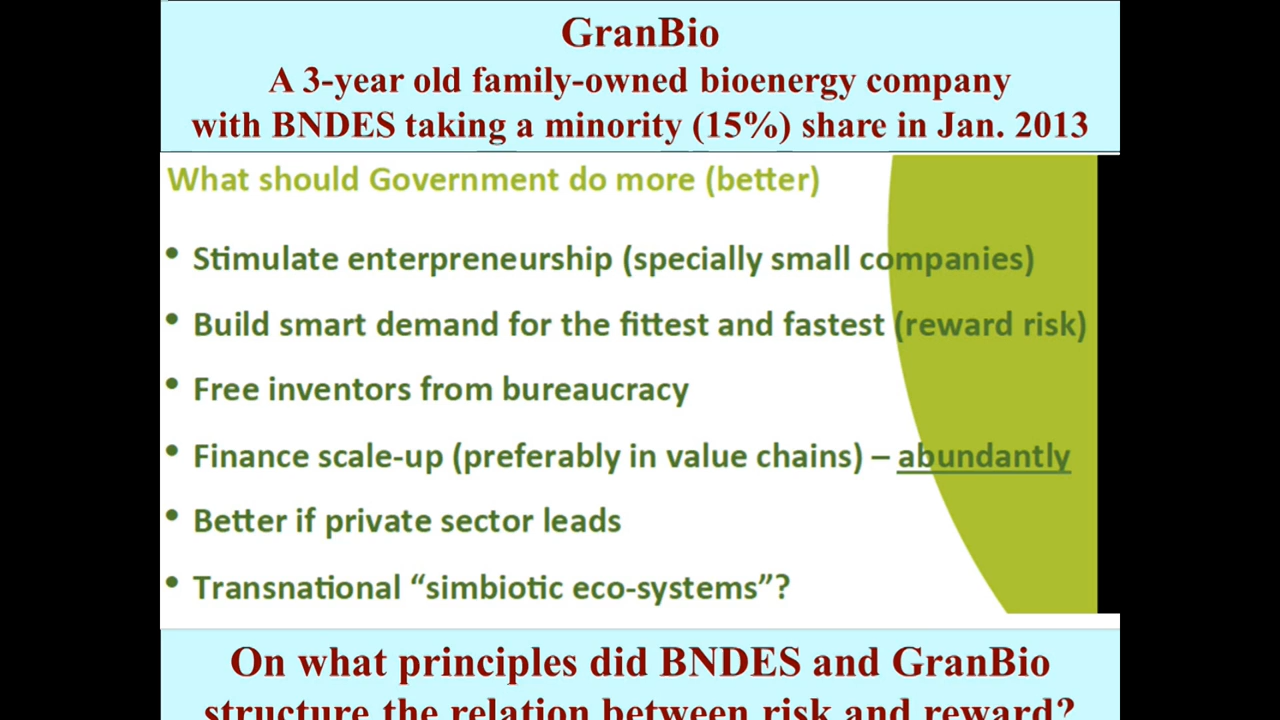 GranBio
A 3-year old family-owned bioenergy company
with BNDES taking a minority (15%) share in Jan. 2013
What should Government do more (better)
• Stimulate enterpreneurship (specially small companies)
• Build smart demand for the fittest and fastest (reward risk)
• Free inventors from bureaucracy
• Finance scale-up (preferably in value chains) – abundantly
• Better if private sector leads
• Transnational “simbiotic eco-systems”?
On what principles did BNDES and GranBio
structure the relation between risk and reward?